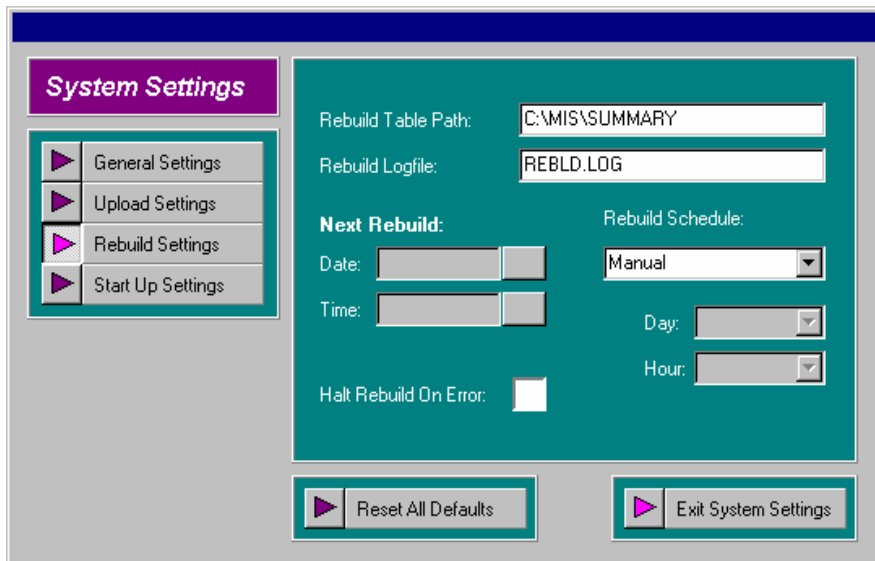 System Settings
General Settings
Upload Settings
Rebuild Settings
Start Up Settings
Rebuild Table Path: C:\MIS\SUMMARY
Rebuild Logfile: REBLD.LOG
Next Rebuild:
Date:
Time:
Rebuild Schedule:
Manual
Day:
Hour:
Halt Rebuild On Error:
Reset All Defaults
Exit System Settings